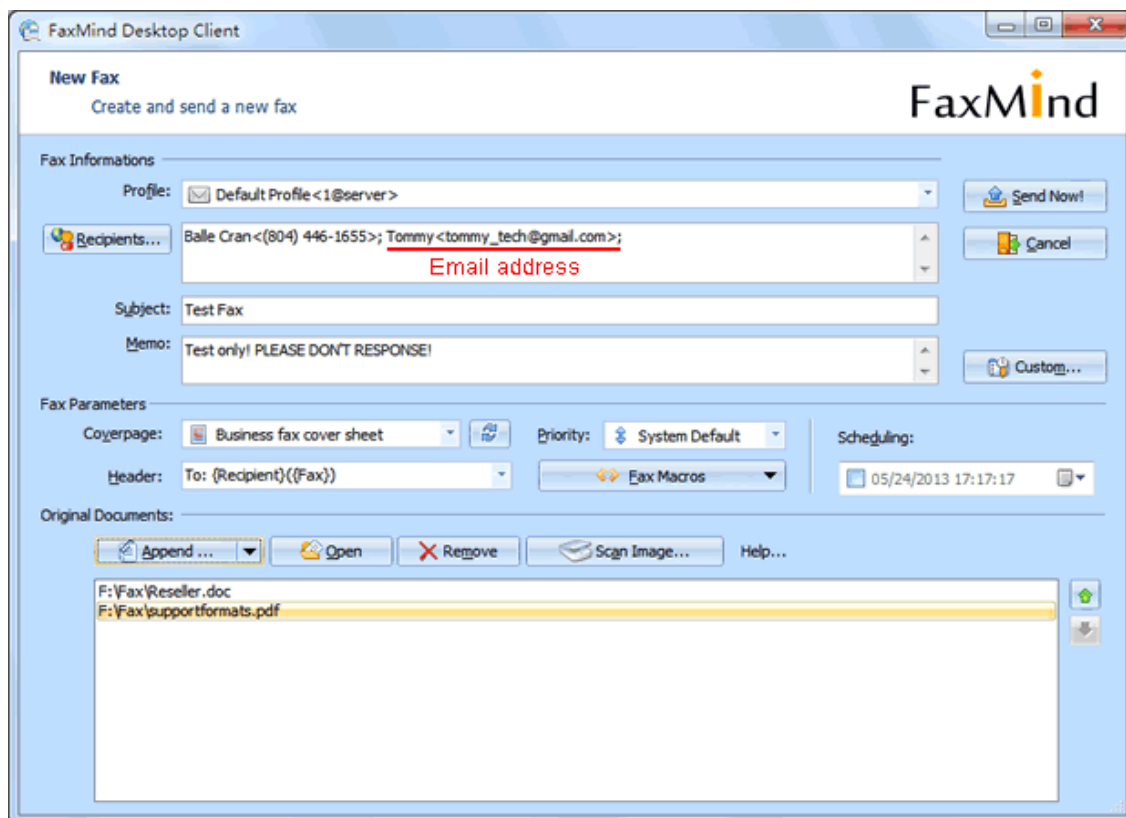 FaxMind Desktop Client
New Fax
Create and send a new fax
FaxMind
Fax Informations
Profile: Default Profile<1@server> Send Now!
Recipients... Balle Cran<(804) 446-1655>; Tommy<tommy_tech@gmail.com>; Cancel
Email address
Subject: Test Fax
Memo: Test only! PLEASE DON'T RESPONSE!
Custom...
Fax Parameters
Coverpage: Business fax cover sheet Priority: System Default Scheduling:
Header: To: {Recipient}({Fax}) Fax Macros 05/24/2013 17:17:17
Original Documents:
Append ... Open Remove Scan Image... Help...
F:\Fax\Reseller.doc
F:\Fax\supportformats.pdf